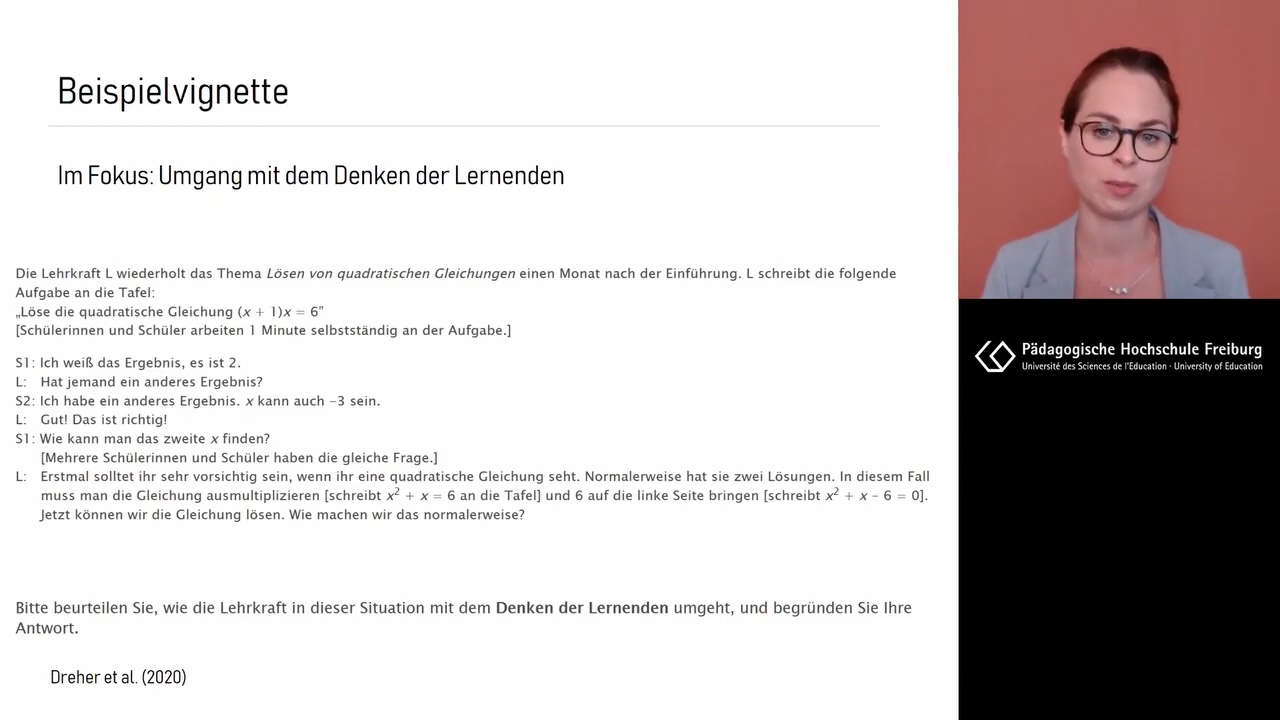 Beispielvignette
Im Fokus: Umgang mit dem Denken der Lernenden
Die Lehrkraft L wiederholt das Thema Lösen von quadratischen Gleichungen einen Monat nach der Einführung. L schreibt die folgende
Aufgabe an die Tafel:
„Löse die quadratische Gleichung (x + 1)x = 6”
[Schülerinnen und Schüler arbeiten 1 Minute selbstständig an der Aufgabe.]
S1: Ich weiß das Ergebnis, es ist 2.
L: Hat jemand ein anderes Ergebnis?
S2: Ich habe ein anderes Ergebnis. x kann auch −3 sein.
L: Gut! Das ist richtig!
S1: Wie kann man das zweite x finden?
[Mehrere Schülerinnen und Schüler haben die gleiche Frage.]
L: Erstmal solltet ihr sehr vorsichtig sein, wenn ihr eine quadratische Gleichung seht. Normalerweise hat sie zwei Lösungen. In diesem Fall
muss man die Gleichung ausmultiplizieren [schreibt x² + x = 6 an die Tafel] und 6 auf die linke Seite bringen [schreibt x² + x − 6 = 0].
Jetzt können wir die Gleichung lösen. Wie machen wir das normalerweise?
Bitte beurteilen Sie, wie die Lehrkraft in dieser Situation mit dem Denken der Lernenden umgeht, und begründen Sie Ihre
Antwort.
Dreher et al. (2020)
Pädagogische Hochschule Freiburg
Université des Sciences de l'Education · University of Education